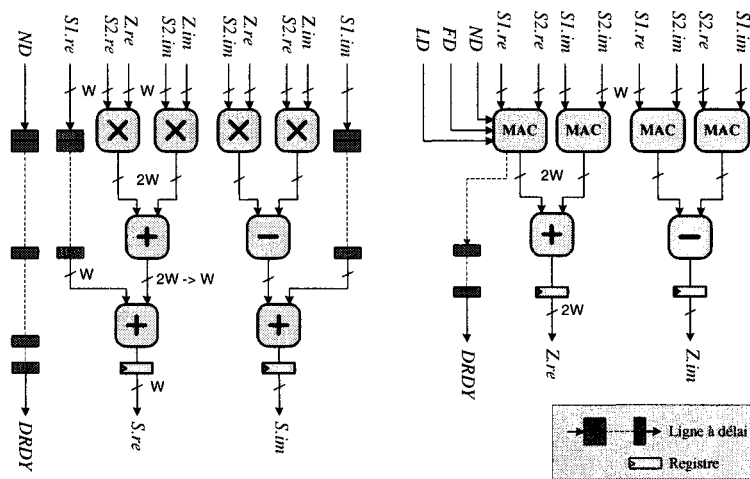 ND
S1.re
S2.re
Z.re
S2.im
Z.im
S2.im
Z.re
S2.re
Z.im
S1.im
W
W
2W
W
2W -> W
W
DRDY
S.re
S.im
LD
FD
ND
S1.re
S2.re
S1.im
S2.im
S1.re
S2.im
S2.re
S1.im
W
MAC
MAC
MAC
MAC
2W
2W
DRDY
Z.re
Z.im
Ligne à délai
Registre